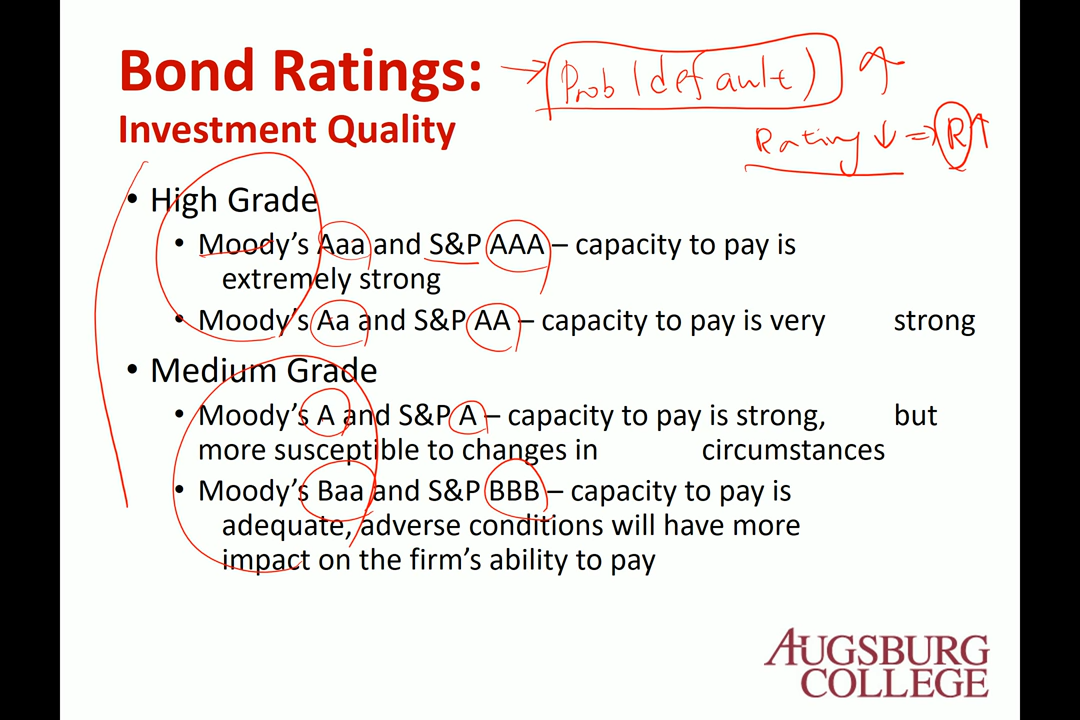 Bond Ratings: → Prob (default) ↑
Investment Quality
Rating ↓ => R↑
• High Grade
• Moody's Aaa and S&P AAA – capacity to pay is
extremely strong
• Moody's Aa and S&P AA – capacity to pay is very strong
• Medium Grade
• Moody's A and S&P A – capacity to pay is strong, but
more susceptible to changes in circumstances
• Moody's Baa and S&P BBB – capacity to pay is
adequate, adverse conditions will have more
impact on the firm's ability to pay
AUGSBURG
COLLEGE